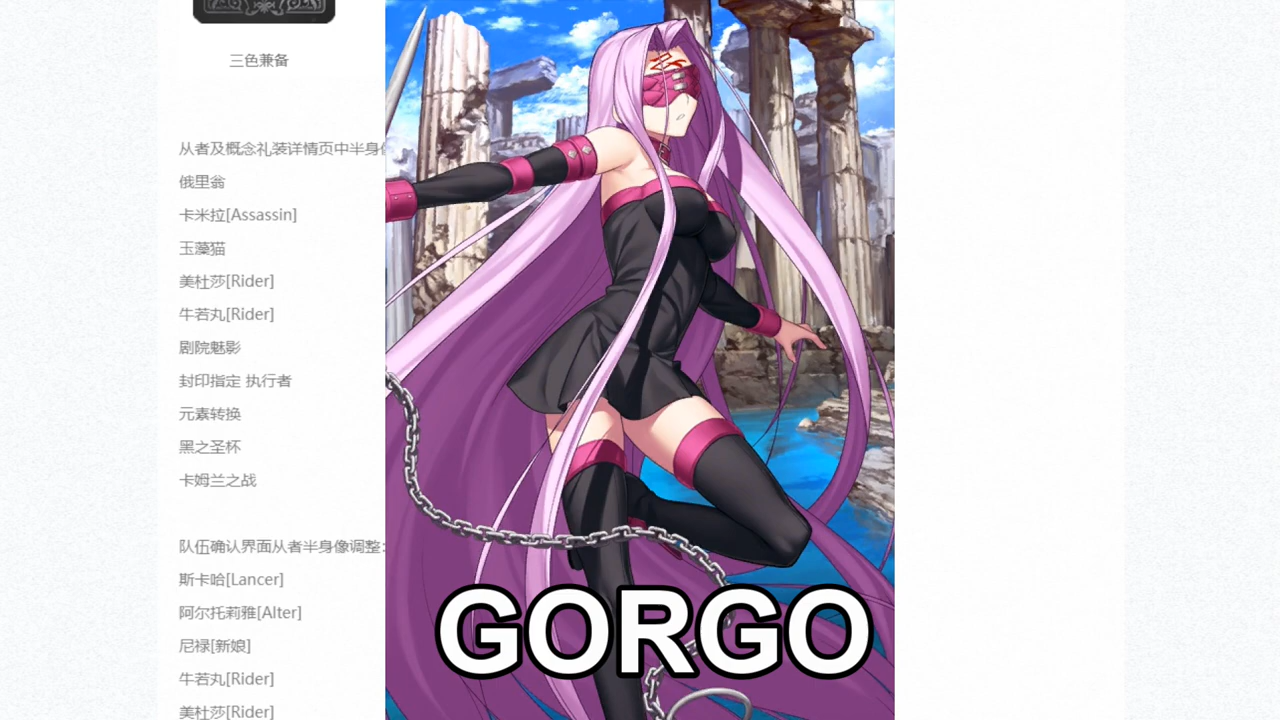 三色兼备
从者及概念礼装详情页中半身
俄里翁
卡米拉[Assassin]
玉藻猫
美杜莎[Rider]
牛若丸[Rider]
剧院魅影
封印指定 执行者
元素转换
黑之圣杯
卡姆兰之战
队伍确认界面从者半身像调整:
斯卡哈[Lancer]
阿尔托莉雅[Alter]
尼禄[新娘]
牛若丸[Rider]
美杜莎[Rider]
GORGO